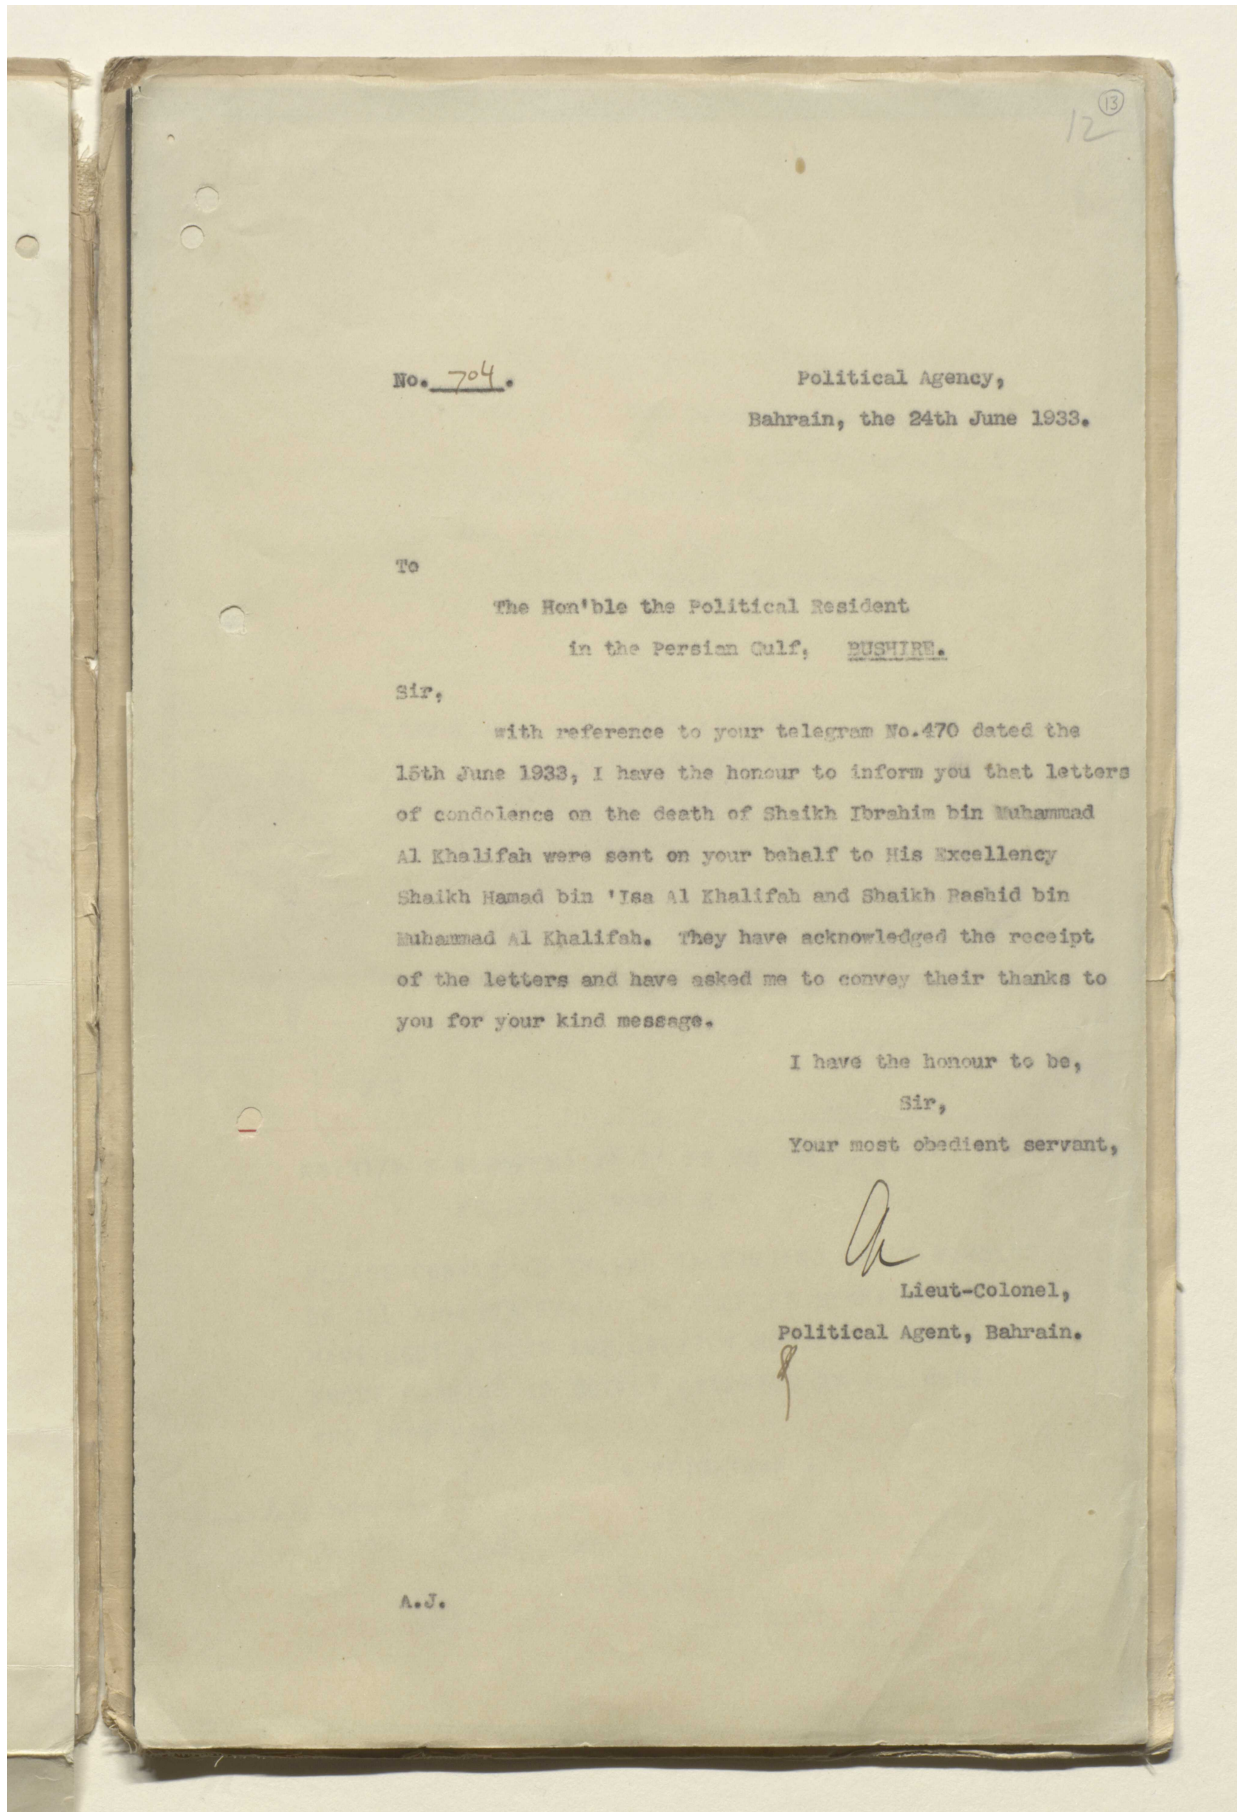 13
12
No. 704.
Political Agency,
Bahrain, the 24th June 1933.
To
The Hon'ble the Political Resident
in the Persian Gulf, BUSHIRE.
Sir,
with reference to your telegram No.470 dated the
15th June 1933, I have the honour to inform you that letters
of condolence on the death of Shaikh Ibrahim bin Muhammad
Al Khalifah were sent on your behalf to His Excellency
Shaikh Hamad bin 'Isa Al Khalifah and Shaikh Rashid bin
Muhammad Al Khalifah. They have acknowledged the receipt
of the letters and have asked me to convey their thanks to
you for your kind message.
I have the honour to be,
Sir,
Your most obedient servant,
Lieut-Colonel,
Political Agent, Bahrain.
A.J.